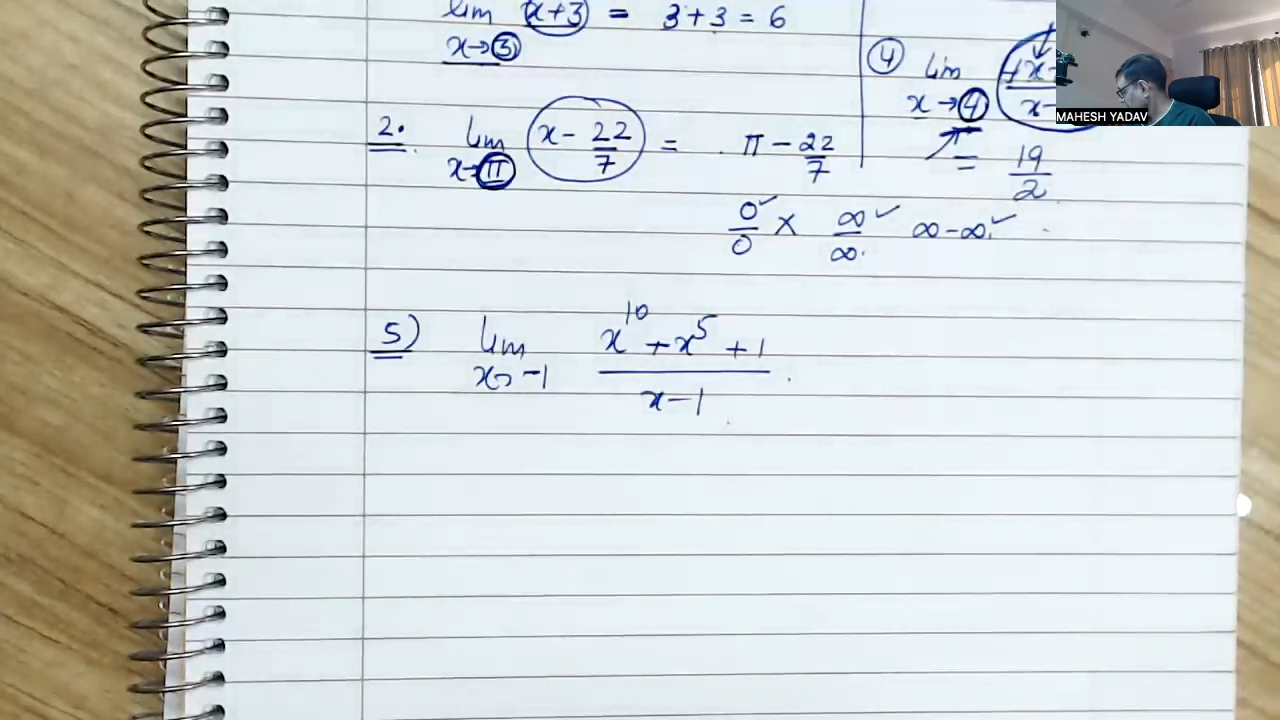 lim (x+3) = 3+3 = 6
x→3
④ lim 4x
x→4 x-
= 19/2
2. lim x - 22/7 = π - 22/7
x→π
0/0 × ∞/∞ ∞-∞
5) lim x^10 + x^5 + 1
x→-1 x-1
MAHESH YADAV